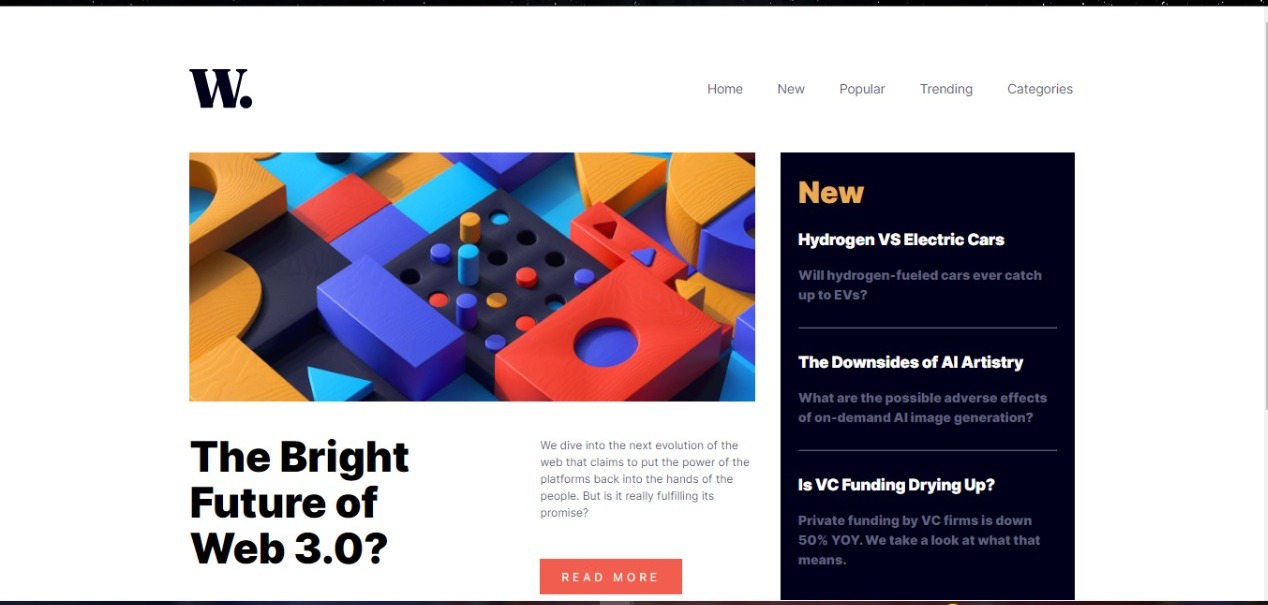 W.
Home New Popular Trending Categories
The Bright
Future of
Web 3.0?
We dive into the next evolution of the
web that claims to put the power of the
platforms back into the hands of the
people. But is it really fulfilling its
promise?
READ MORE
New
Hydrogen VS Electric Cars
Will hydrogen-fueled cars ever catch
up to EVs?
The Downsides of AI Artistry
What are the possible adverse effects
of on-demand AI image generation?
Is VC Funding Drying Up?
Private funding by VC firms is down
50% YOY. We take a look at what that
means.